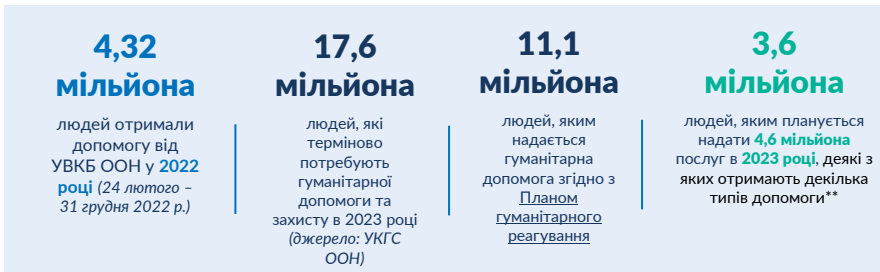 4,32
мільйона
людей отримали
допомогу від
УВКБ ООН у 2022
році (24 лютого –
31 грудня 2022 р.)
17,6
мільйона
людей, які
терміново
потребують
гуманітарної
допомоги та
захисту в 2023 році
(джерело: УКГС
ООН)
11,1
мільйона
людей, яким
надається
гуманітарна
допомога згідно з
Планом
гуманітарного
реагування
3,6
мільйона
людей, яким планується
надати 4,6 мільйона
послуг в 2023 році, деякі з
яких отримають декілька
типів допомоги**